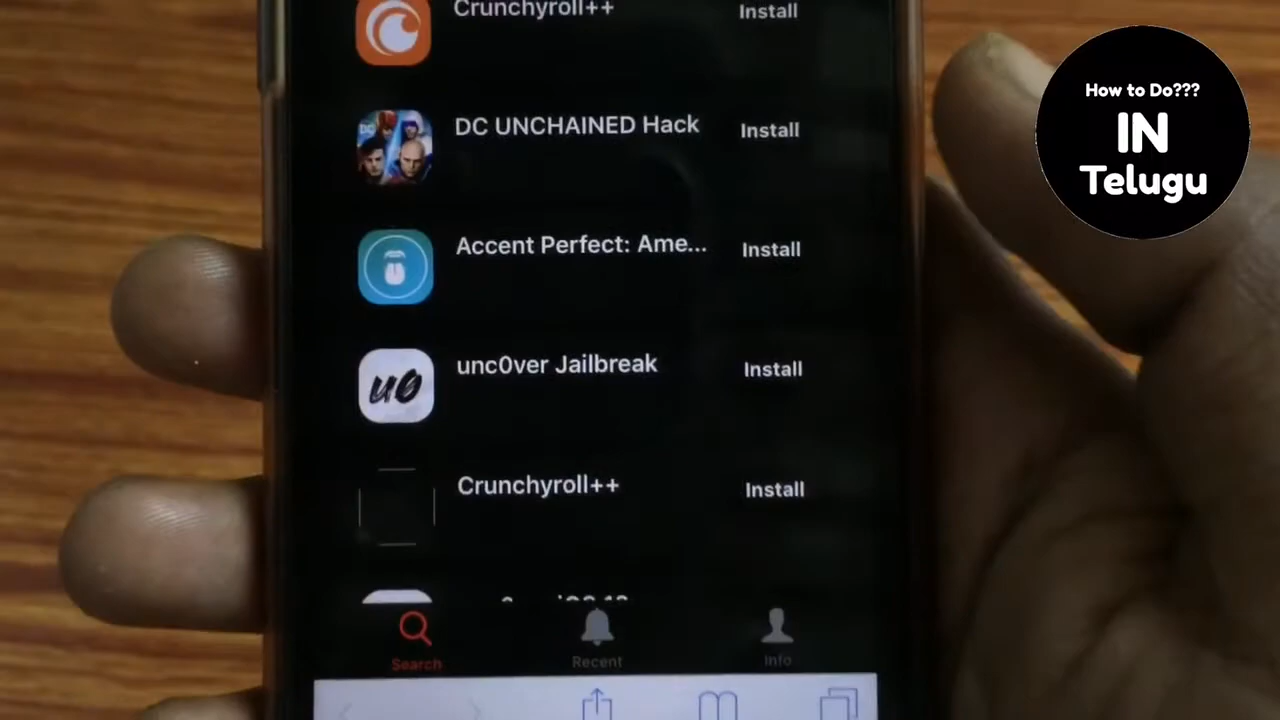 Crunchyroll++
Install
How to Do???
IN
Telugu
DC UNCHAINED Hack
Install
Accent Perfect: Ame...
Install
u0
unc0ver Jailbreak
Install
Crunchyroll++
Install
Search
Recent
Info